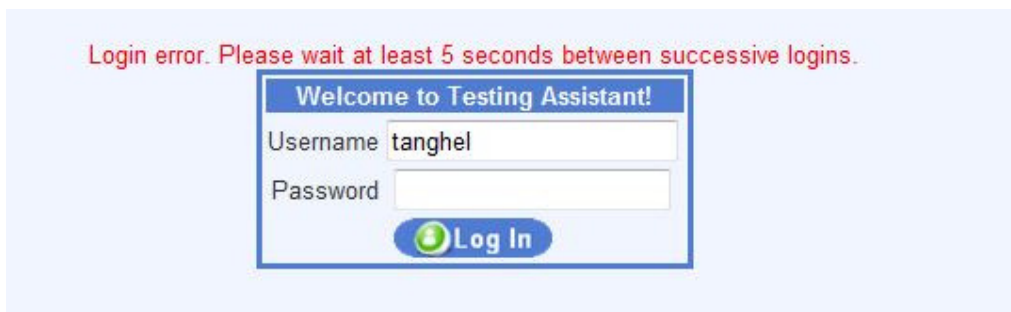 Login error. Please wait at least 5 seconds between successive logins.
Welcome to Testing Assistant!
Username tanghel
Password
Log In